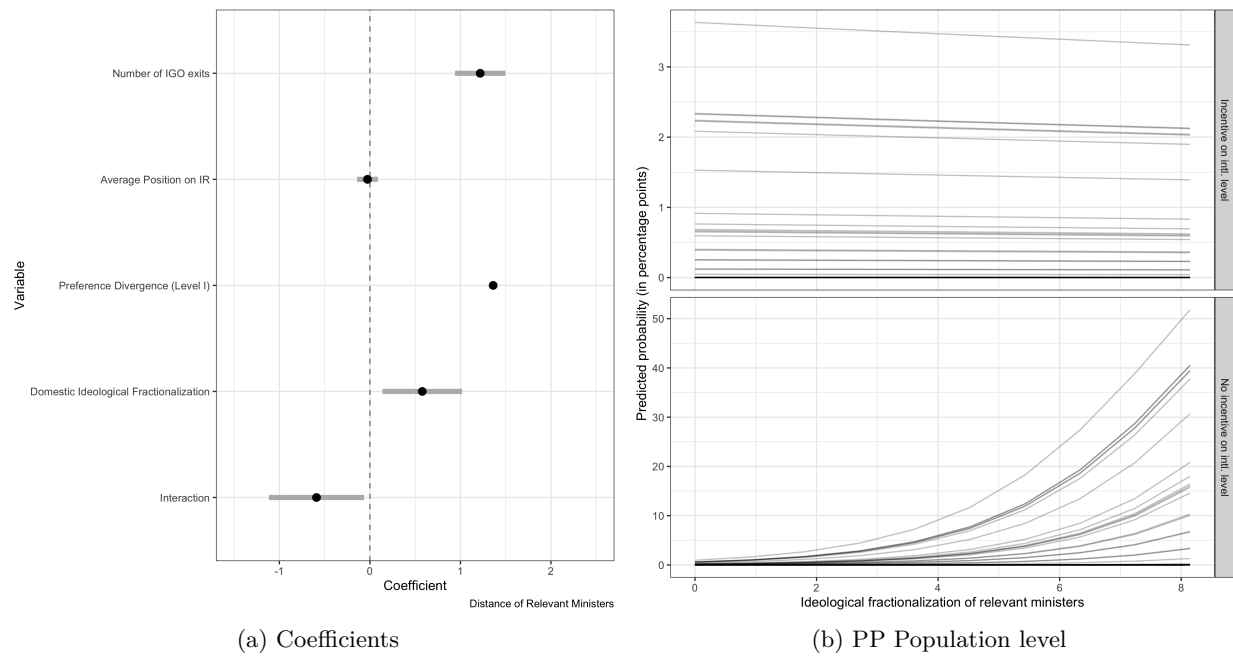 Variable
Number of IGO exits
Average Position on IR
Preference Divergence (Level I)
Domestic Ideological Fractionalization
Interaction
-1
0
1
2
Coefficient
Distance of Relevant Ministers
(a) Coefficients
Predicted probability (in percentage points)
3
2
1
0
Incentive on intl. level
50
40
30
20
10
0
No incentive on intl. level
0
2
4
6
8
Ideological fractionalization of relevant ministers
(b) PP Population level